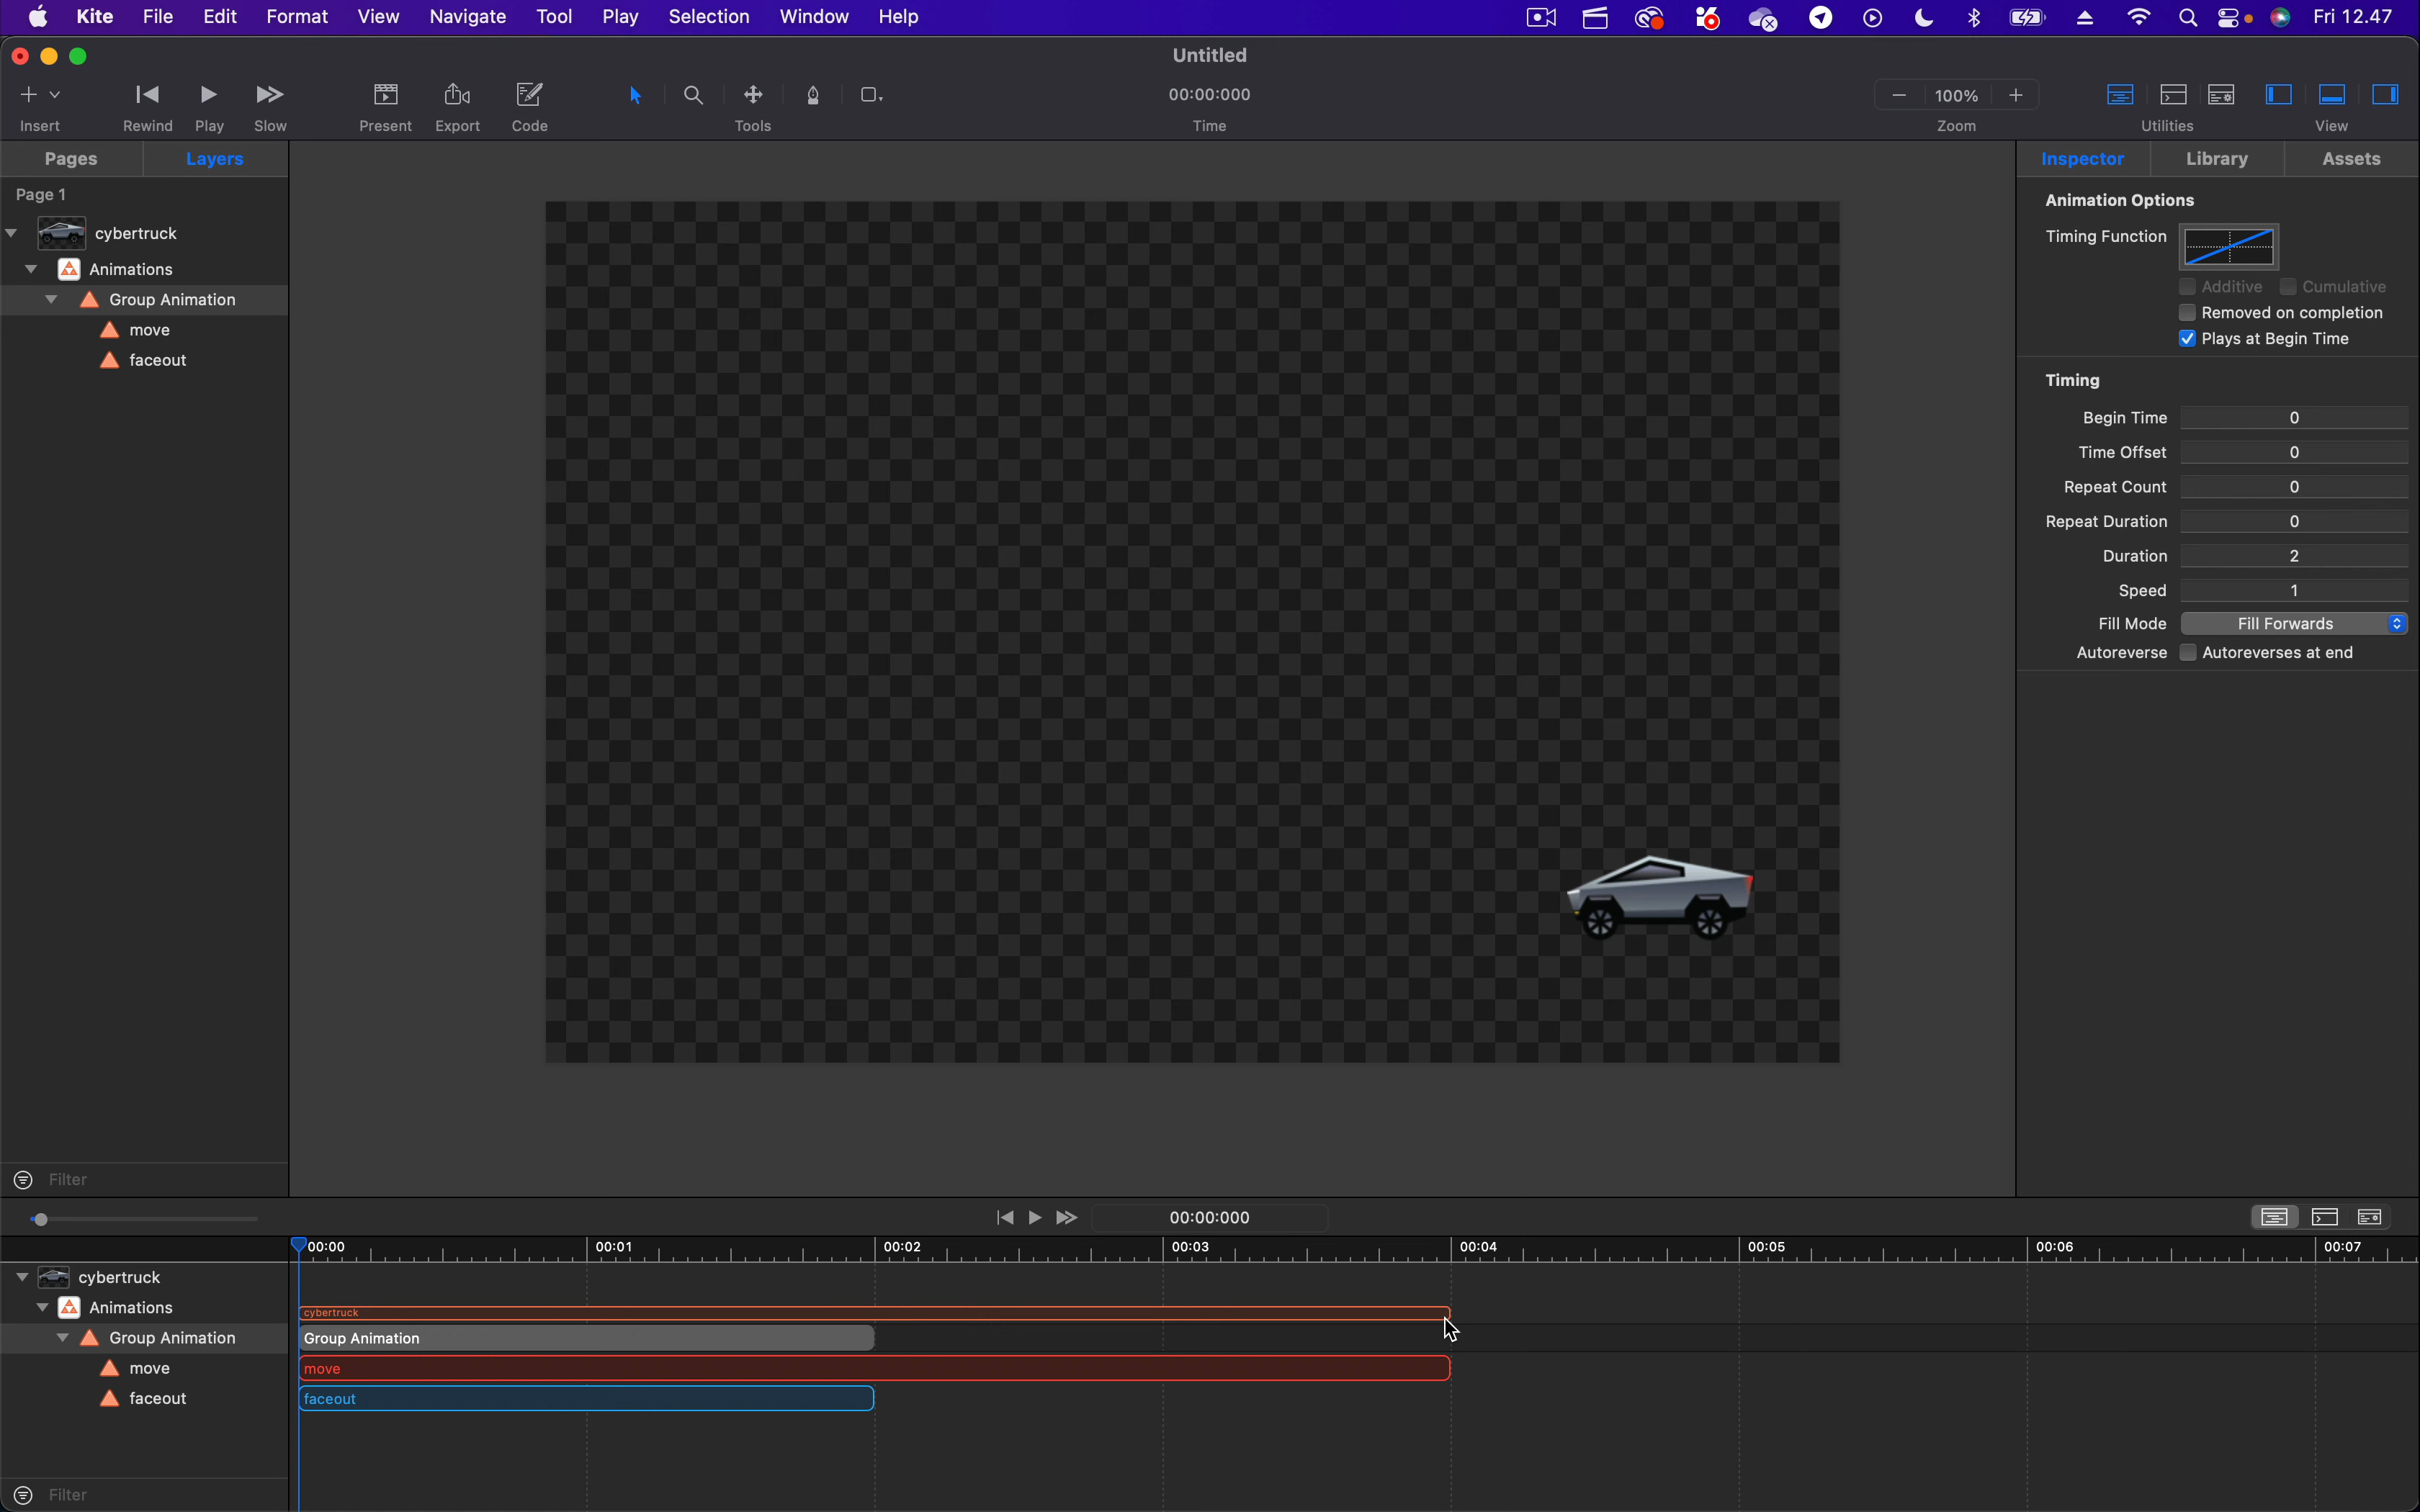 Kite File Edit Format View Navigate Tool Play Selection Window Help Fri 12.47
Untitled
00:00:000
100%
Insert Rewind Play Slow Present Export Code Tools Time Zoom Utilities View
Pages Layers
Page 1
cybertruck
Animations
Group Animation
move
faceout
Filter
Inspector Library Assets
Animation Options
Timing Function
Additive Cumulative
Removed on completion
Plays at Begin Time
Timing
Begin Time 0
Time Offset 0
Repeat Count 0
Repeat Duration 0
Duration 2
Speed 1
Fill Mode Fill Forwards
Autoreverse Autoreverses at end
00:00:000
00:00 00:01 00:02 00:03 00:04 00:05 00:06 00:07
cybertruck
Animations
cybertruck
Group Animation Group Animation
move move
faceout faceout
Filter